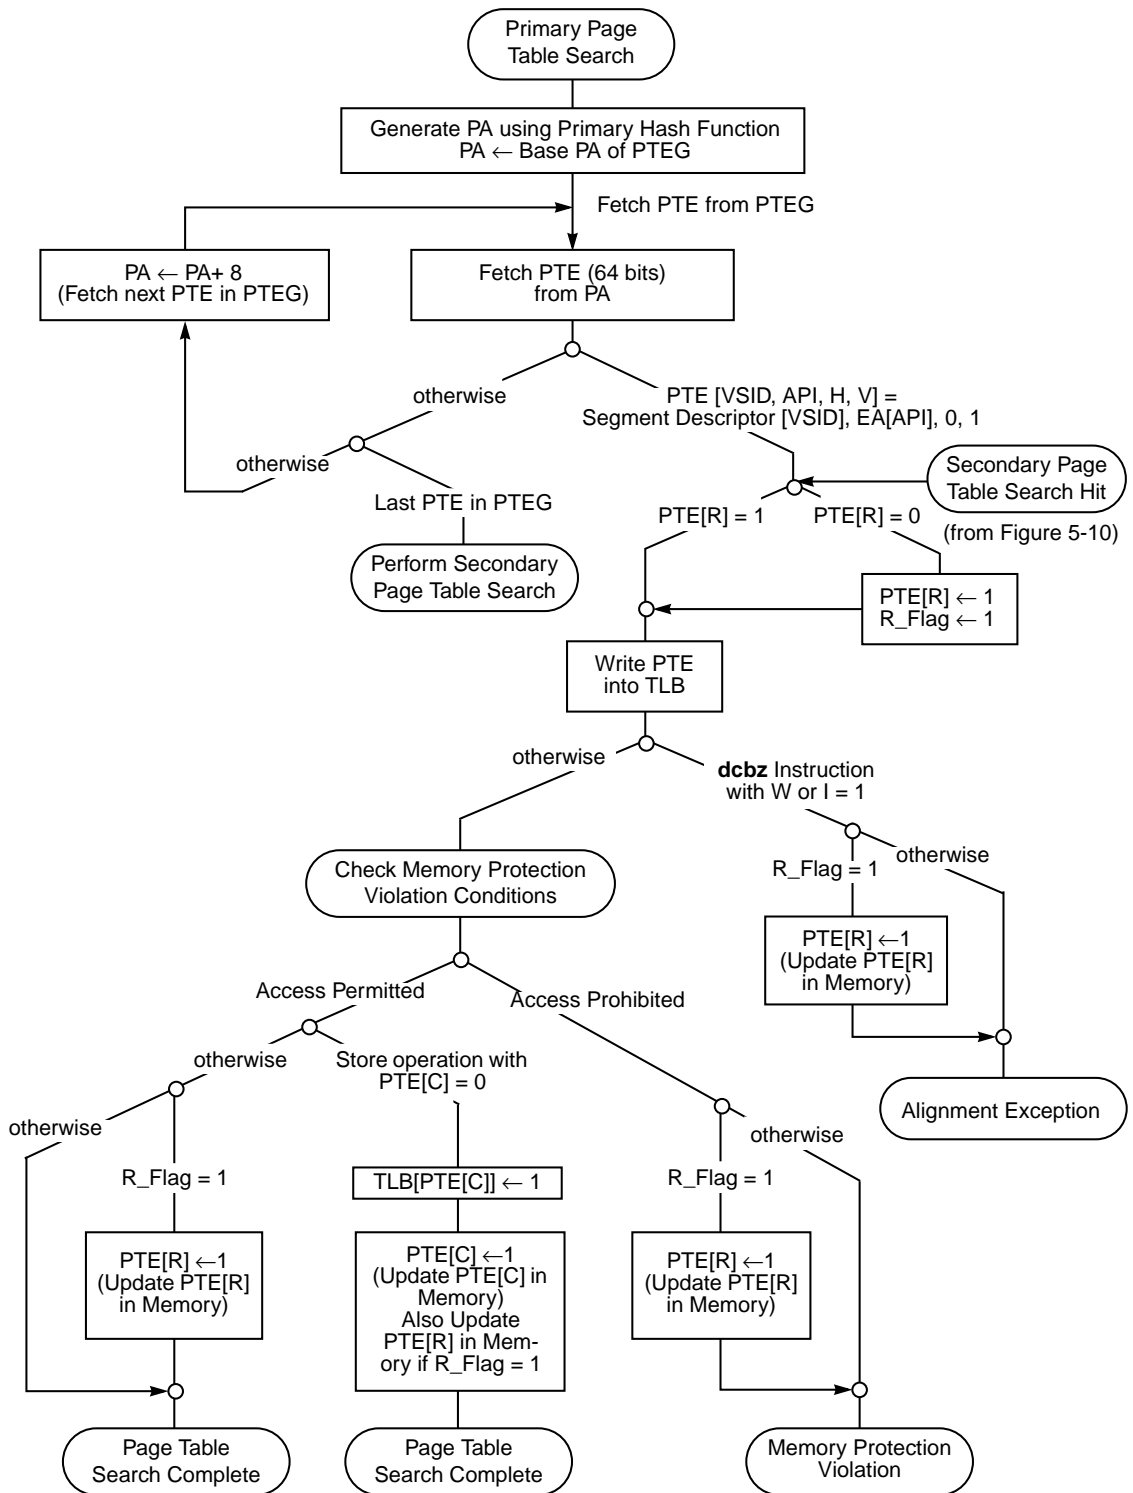 Primary Page
Table Search
Generate PA using Primary Hash Function
PA ← Base PA of PTEG
Fetch PTE from PTEG
PA ← PA+ 8
(Fetch next PTE in PTEG)
Fetch PTE (64 bits)
from PA
otherwise
PTE [VSID, API, H, V] =
Segment Descriptor [VSID], EA[API], 0, 1
otherwise
Secondary Page
Table Search Hit
Last PTE in PTEG
PTE[R] = 1
PTE[R] = 0
(from Figure 5-10)
Perform Secondary
Page Table Search
PTE[R] ← 1
R_Flag ← 1
Write PTE
into TLB
otherwise
dcbz Instruction
with W or I = 1
Check Memory Protection
Violation Conditions
R_Flag = 1
otherwise
PTE[R] ←1
(Update PTE[R]
in Memory)
Access Permitted
Access Prohibited
otherwise
Store operation with
PTE[C] = 0
Alignment Exception
otherwise
otherwise
R_Flag = 1
TLB[PTE[C]] ← 1
R_Flag = 1
PTE[R] ←1
(Update PTE[R]
in Memory)
PTE[C] ←1
(Update PTE[C] in
Memory)
Also Update
PTE[R] in Mem-
ory if R_Flag = 1
PTE[R] ←1
(Update PTE[R]
in Memory)
Page Table
Search Complete
Page Table
Search Complete
Memory Protection
Violation